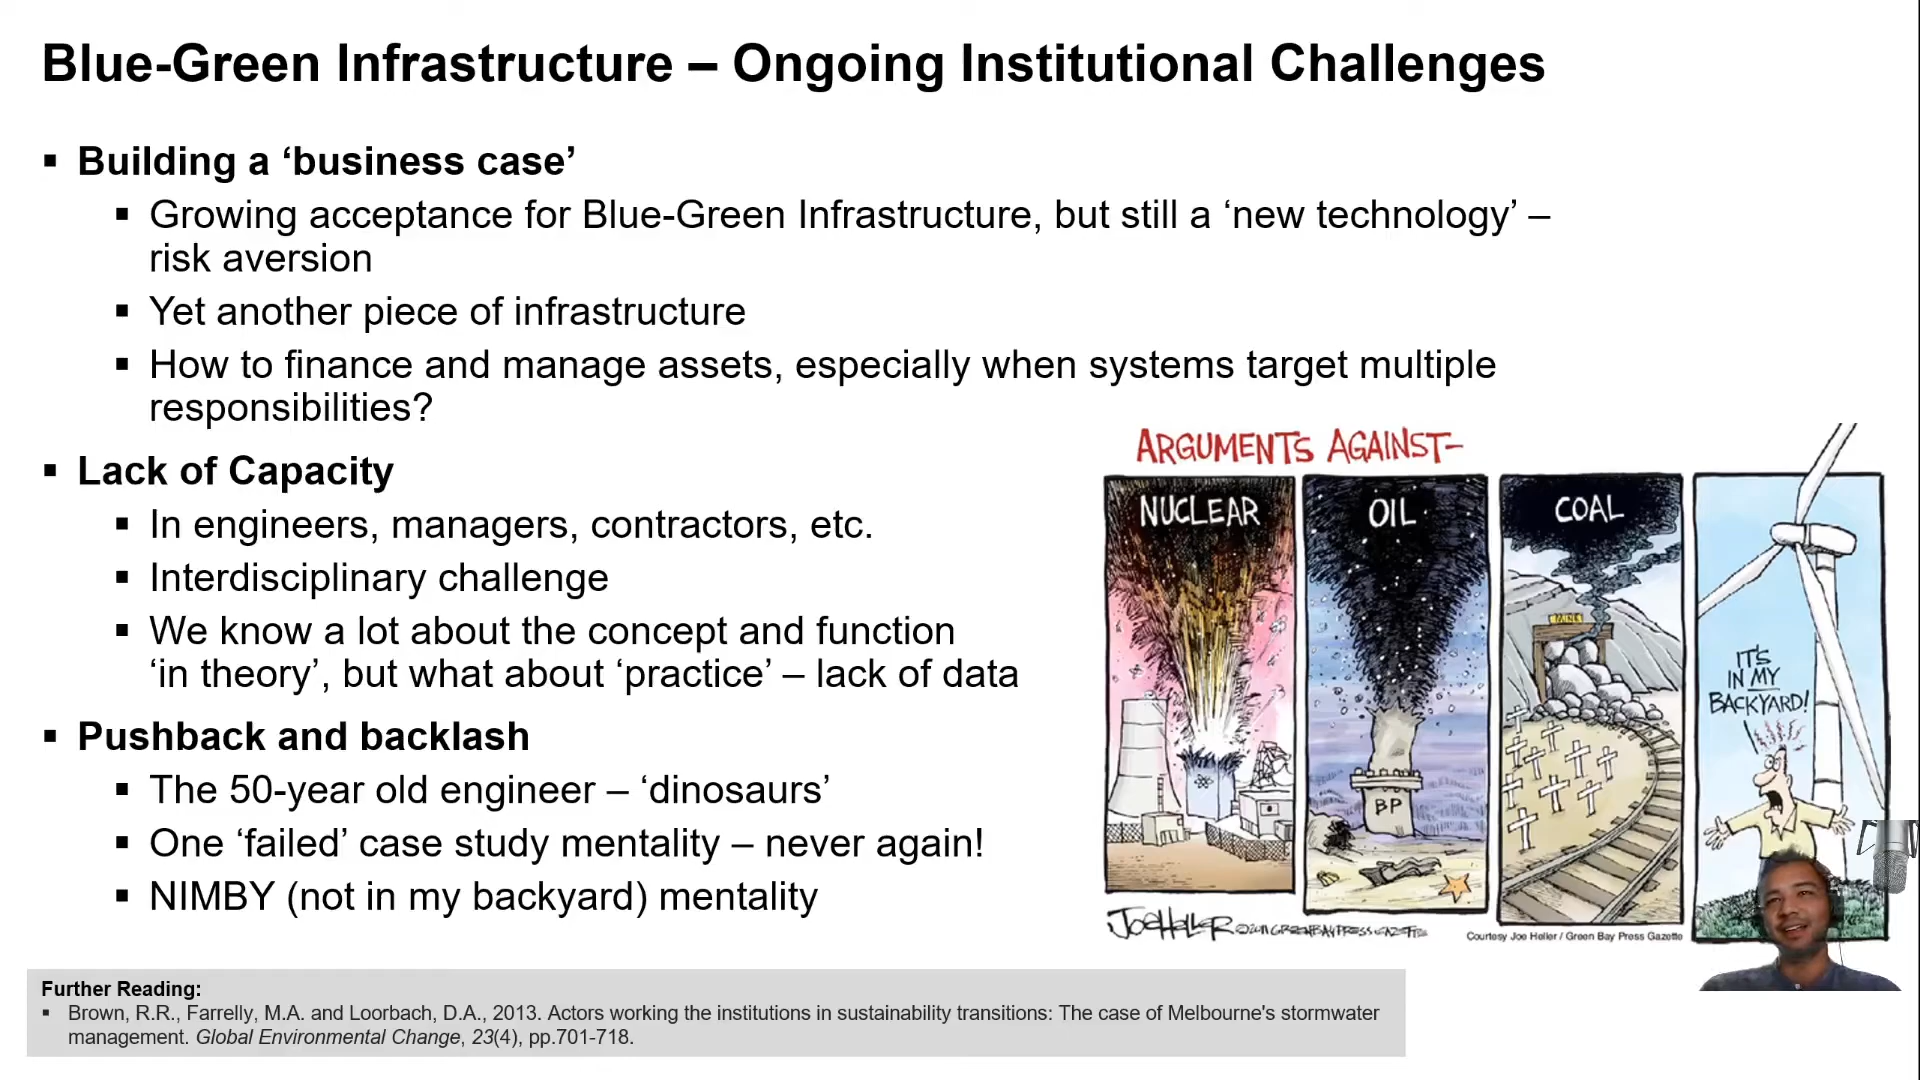 Blue-Green Infrastructure – Ongoing Institutional Challenges
▪ Building a ‘business case’
▪ Growing acceptance for Blue-Green Infrastructure, but still a ‘new technology’ –
risk aversion
▪ Yet another piece of infrastructure
▪ How to finance and manage assets, especially when systems target multiple
responsibilities?
▪ Lack of Capacity
▪ In engineers, managers, contractors, etc.
▪ Interdisciplinary challenge
▪ We know a lot about the concept and function
‘in theory’, but what about ‘practice’ – lack of data
▪ Pushback and backlash
▪ The 50-year old engineer – ‘dinosaurs’
▪ One ‘failed’ case study mentality – never again!
▪ NIMBY (not in my backyard) mentality
ARGUMENTS AGAINST-
NUCLEAR
OIL
COAL
MINE
BP
IT'S
IN MY
BACKYARD!
JOE HELLER ©2011 GREEN BAY PRESS-GAZETTE
Courtesy Joe Heller / Green Bay Press Gazette
Further Reading:
▪ Brown, R.R., Farrelly, M.A. and Loorbach, D.A., 2013. Actors working the institutions in sustainability transitions: The case of Melbourne's stormwater
management. Global Environmental Change, 23(4), pp.701-718.